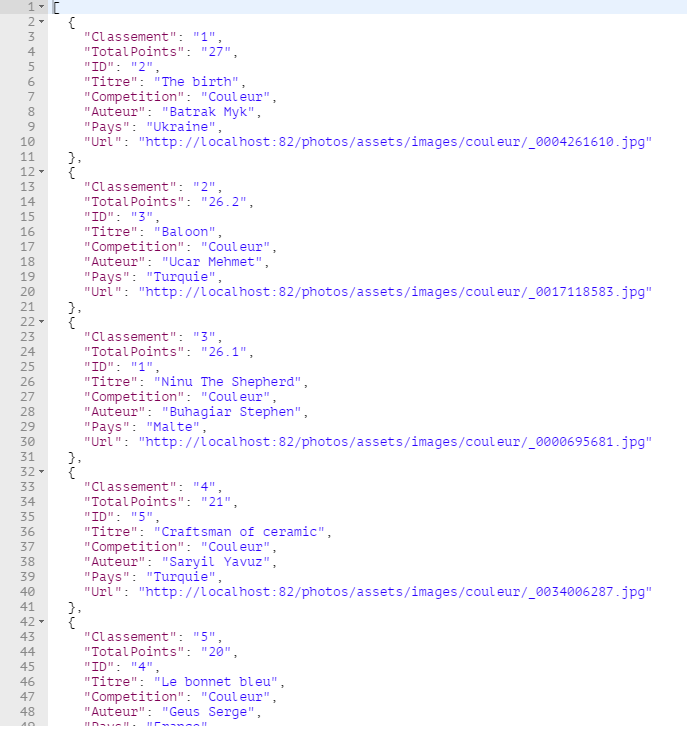 1 [
2 {
3 "Classement": "1",
4 "TotalPoints": "27",
5 "ID": "2",
6 "Titre": "The birth",
7 "Competition": "Couleur",
8 "Auteur": "Batrak Myk",
9 "Pays": "Ukraine",
10 "Url": "http://localhost:82/photos/assets/images/couleur/_0004261610.jpg"
11 },
12 {
13 "Classement": "2",
14 "TotalPoints": "26.2",
15 "ID": "3",
16 "Titre": "Baloon",
17 "Competition": "Couleur",
18 "Auteur": "Ucar Mehmet",
19 "Pays": "Turquie",
20 "Url": "http://localhost:82/photos/assets/images/couleur/_0017118583.jpg"
21 },
22 {
23 "Classement": "3",
24 "TotalPoints": "26.1",
25 "ID": "1",
26 "Titre": "Ninu The Shepherd",
27 "Competition": "Couleur",
28 "Auteur": "Buhagiar Stephen",
29 "Pays": "Malte",
30 "Url": "http://localhost:82/photos/assets/images/couleur/_0000695681.jpg"
31 },
32 {
33 "Classement": "4",
34 "TotalPoints": "21",
35 "ID": "5",
36 "Titre": "Craftsman of ceramic",
37 "Competition": "Couleur",
38 "Auteur": "Saryil Yavuz",
39 "Pays": "Turquie",
40 "Url": "http://localhost:82/photos/assets/images/couleur/_0034006287.jpg"
41 },
42 {
43 "Classement": "5",
44 "TotalPoints": "20",
45 "ID": "4",
46 "Titre": "Le bonnet bleu",
47 "Competition": "Couleur",
48 "Auteur": "Geus Serge",
49 "Pays": "France"